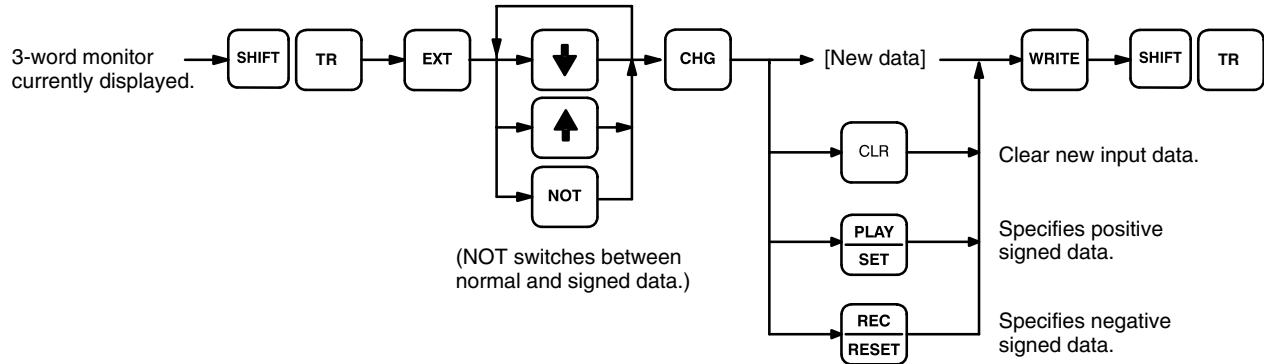 3-word monitor
currently displayed.
SHIFT
TR
EXT
CHG
[New data]
WRITE
SHIFT
TR
NOT
(NOT switches between
normal and signed data.)
CLR
Clear new input data.
PLAY
SET
Specifies positive
signed data.
REC
RESET
Specifies negative
signed data.